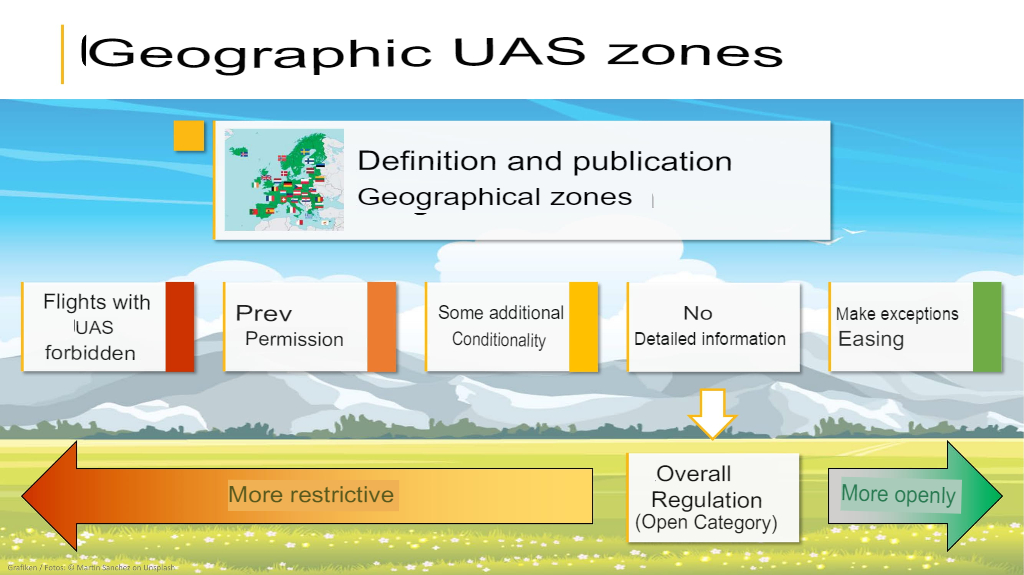 Geographic UAS zones
Definition and publication
Geographical zones
Flights with
UAS
forbidden
Prev
Permission
Some additional
Conditionality
No
Detailed information
Make exceptions
Easing
More restrictive
Overall
Regulation
(Open Category)
More openly
Grafiken / Fotos: © Martin Sanchez on Unsplash